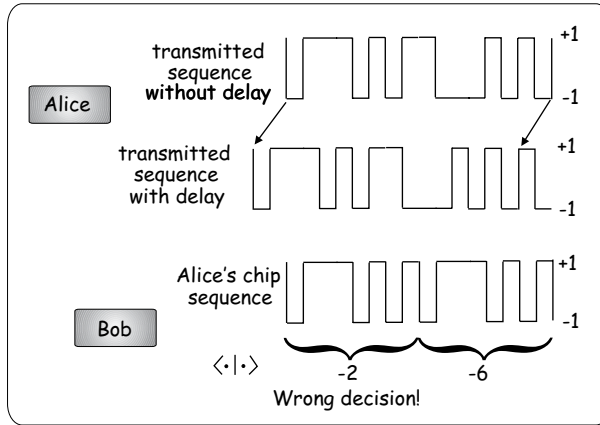 transmitted
sequence
without delay
+1
-1
Alice
transmitted
sequence
with delay
+1
-1
Alice's chip
sequence
+1
-1
Bob
<·|·>
-2
-6
Wrong decision!